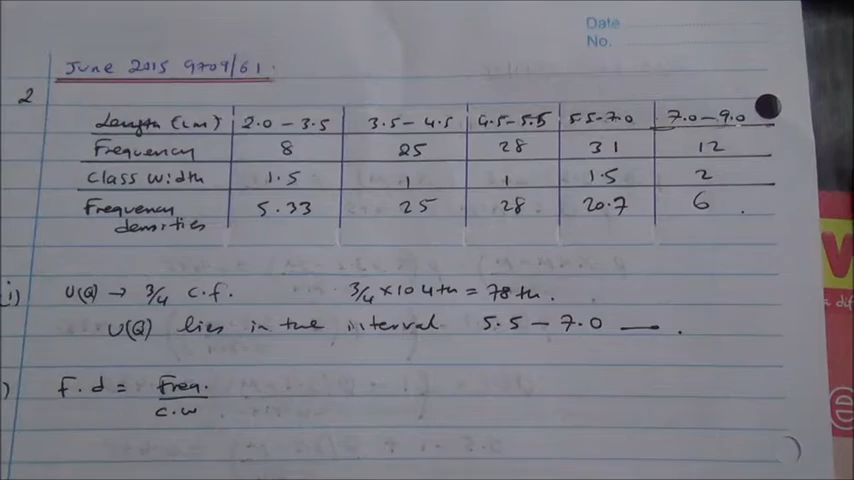 Date
No.
June 2015 9709/61.
2
Length (cm) 2.0 – 3.5 3.5 – 4.5 4.5–5.5 5.5–7.0 7.0–9.0
Frequency 8 25 28 31 12
Class width 1.5 1 1 1.5 2
Frequency densities 5.33 25 28 20.7 6 .
i) U(Q) → 3/4 c.f. 3/4 × 104th = 78th.
U(Q) lies in the interval 5.5 – 7.0 — .
) F.d = Freq. / c.w